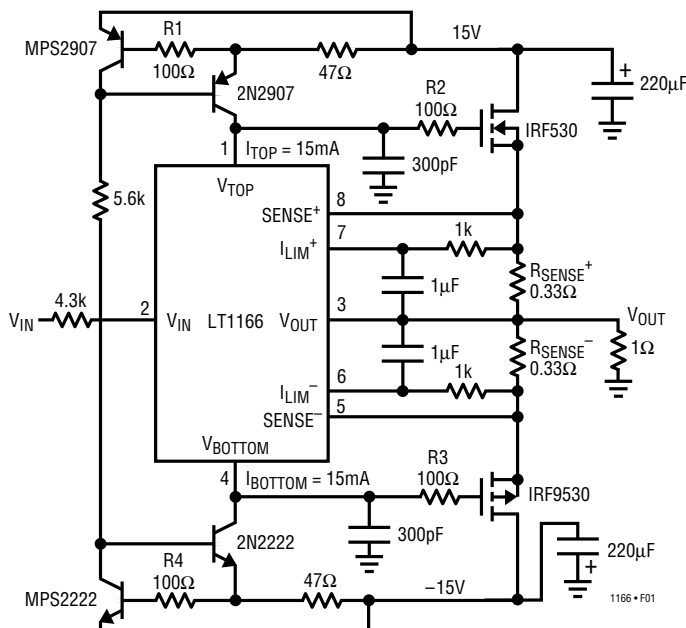 MPS2907
R1
100Ω
47Ω
15V
2N2907
R2
100Ω
220µF
+
IRF530
1
I_TOP = 15mA
300pF
V_TOP
5.6k
SENSE⁺
8
I_LIM⁺
7
1k
1µF
R_SENSE⁺
0.33Ω
4.3k
V_IN
2
V_IN
LT1166
V_OUT
3
V_OUT
1Ω
1µF
R_SENSE⁻
0.33Ω
1k
I_LIM⁻
6
SENSE⁻
5
V_BOTTOM
4
I_BOTTOM = 15mA
R3
100Ω
IRF9530
2N2222
300pF
220µF
+
R4
100Ω
47Ω
–15V
MPS2222
1166 • F01